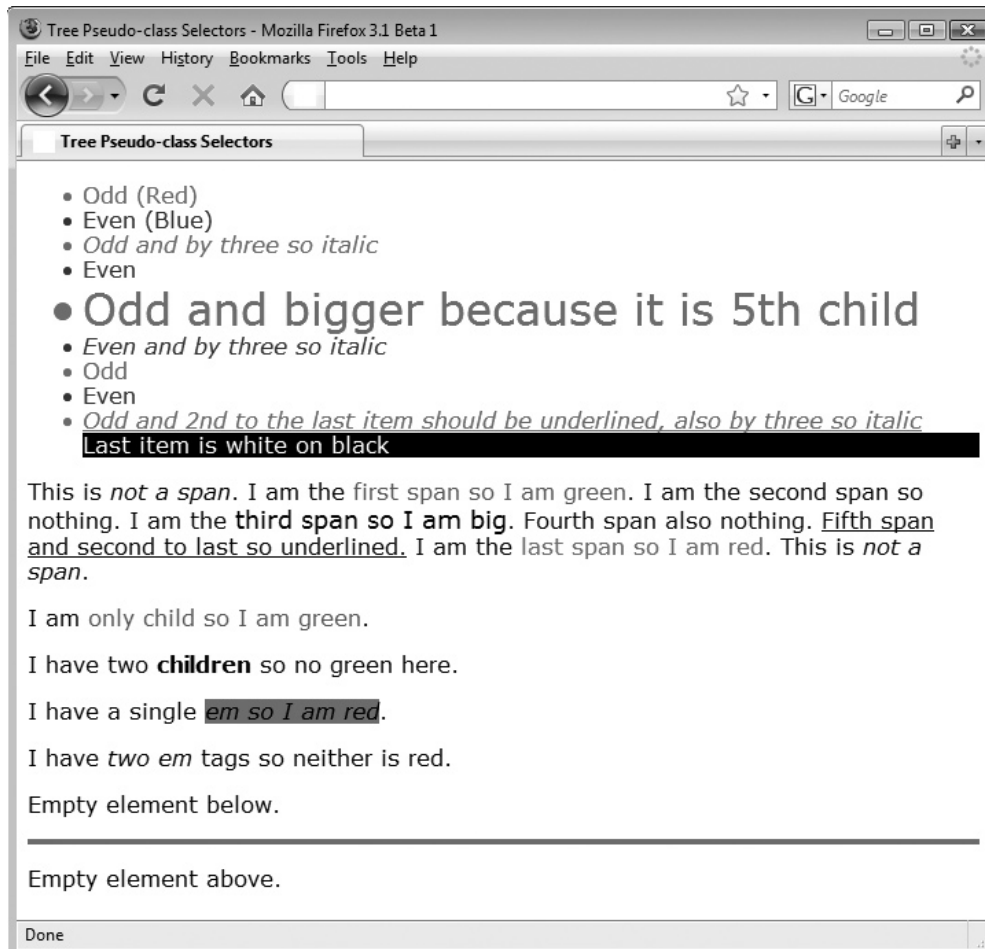 Tree Pseudo-class Selectors - Mozilla Firefox 3.1 Beta 1
File Edit View History Bookmarks Tools Help
G Google
Tree Pseudo-class Selectors
• Odd (Red)
• Even (Blue)
• Odd and by three so italic
• Even
• Odd and bigger because it is 5th child
• Even and by three so italic
• Odd
• Even
• Odd and 2nd to the last item should be underlined, also by three so italic
Last item is white on black
This is not a span. I am the first span so I am green. I am the second span so
nothing. I am the third span so I am big. Fourth span also nothing. Fifth span
and second to last so underlined. I am the last span so I am red. This is not a
span.
I am only child so I am green.
I have two children so no green here.
I have a single em so I am red.
I have two em tags so neither is red.
Empty element below.
Empty element above.
Done